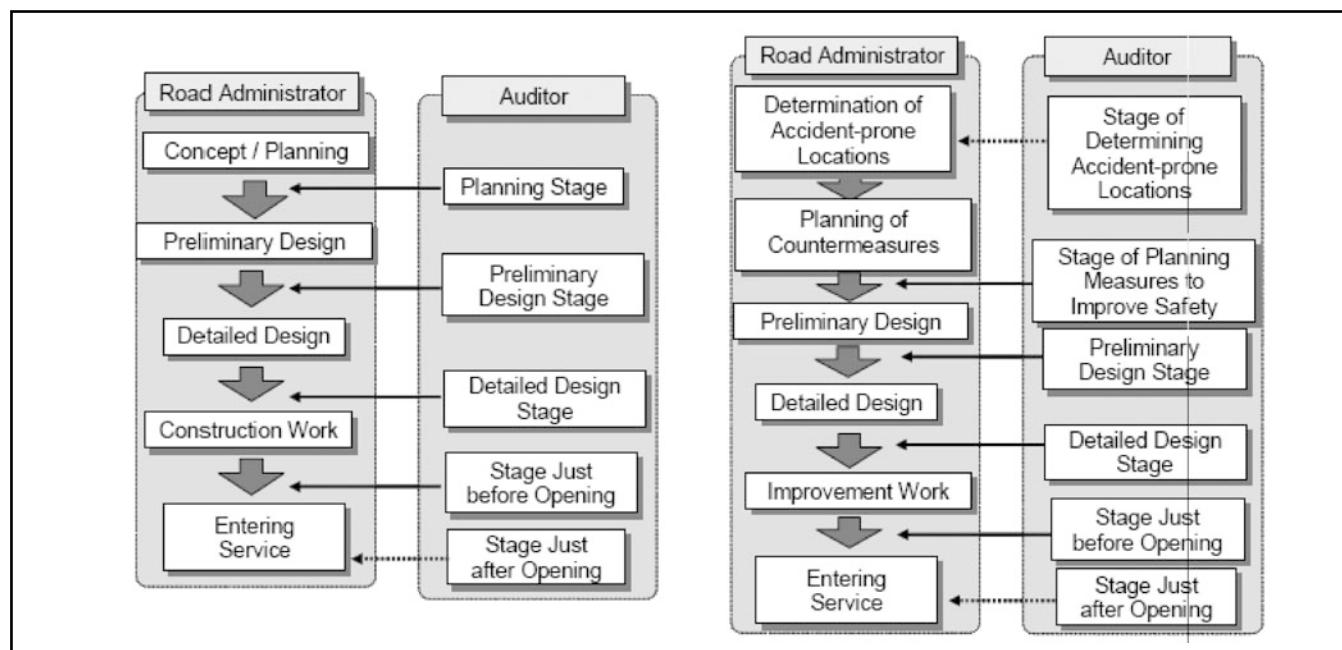 Road Administrator
Concept / Planning
Preliminary Design
Detailed Design
Construction Work
Entering
Service
Auditor
Planning Stage
Preliminary
Design Stage
Detailed Design
Stage
Stage Just
before Opening
Stage Just
after Opening
Road Administrator
Determination of
Accident-prone
Locations
Planning of
Countermeasures
Preliminary Design
Detailed Design
Improvement Work
Entering
Service
Auditor
Stage of
Determining
Accident-prone
Locations
Stage of Planning
Measures to
Improve Safety
Preliminary
Design Stage
Detailed Design
Stage
Stage Just
before Opening
Stage Just
after Opening